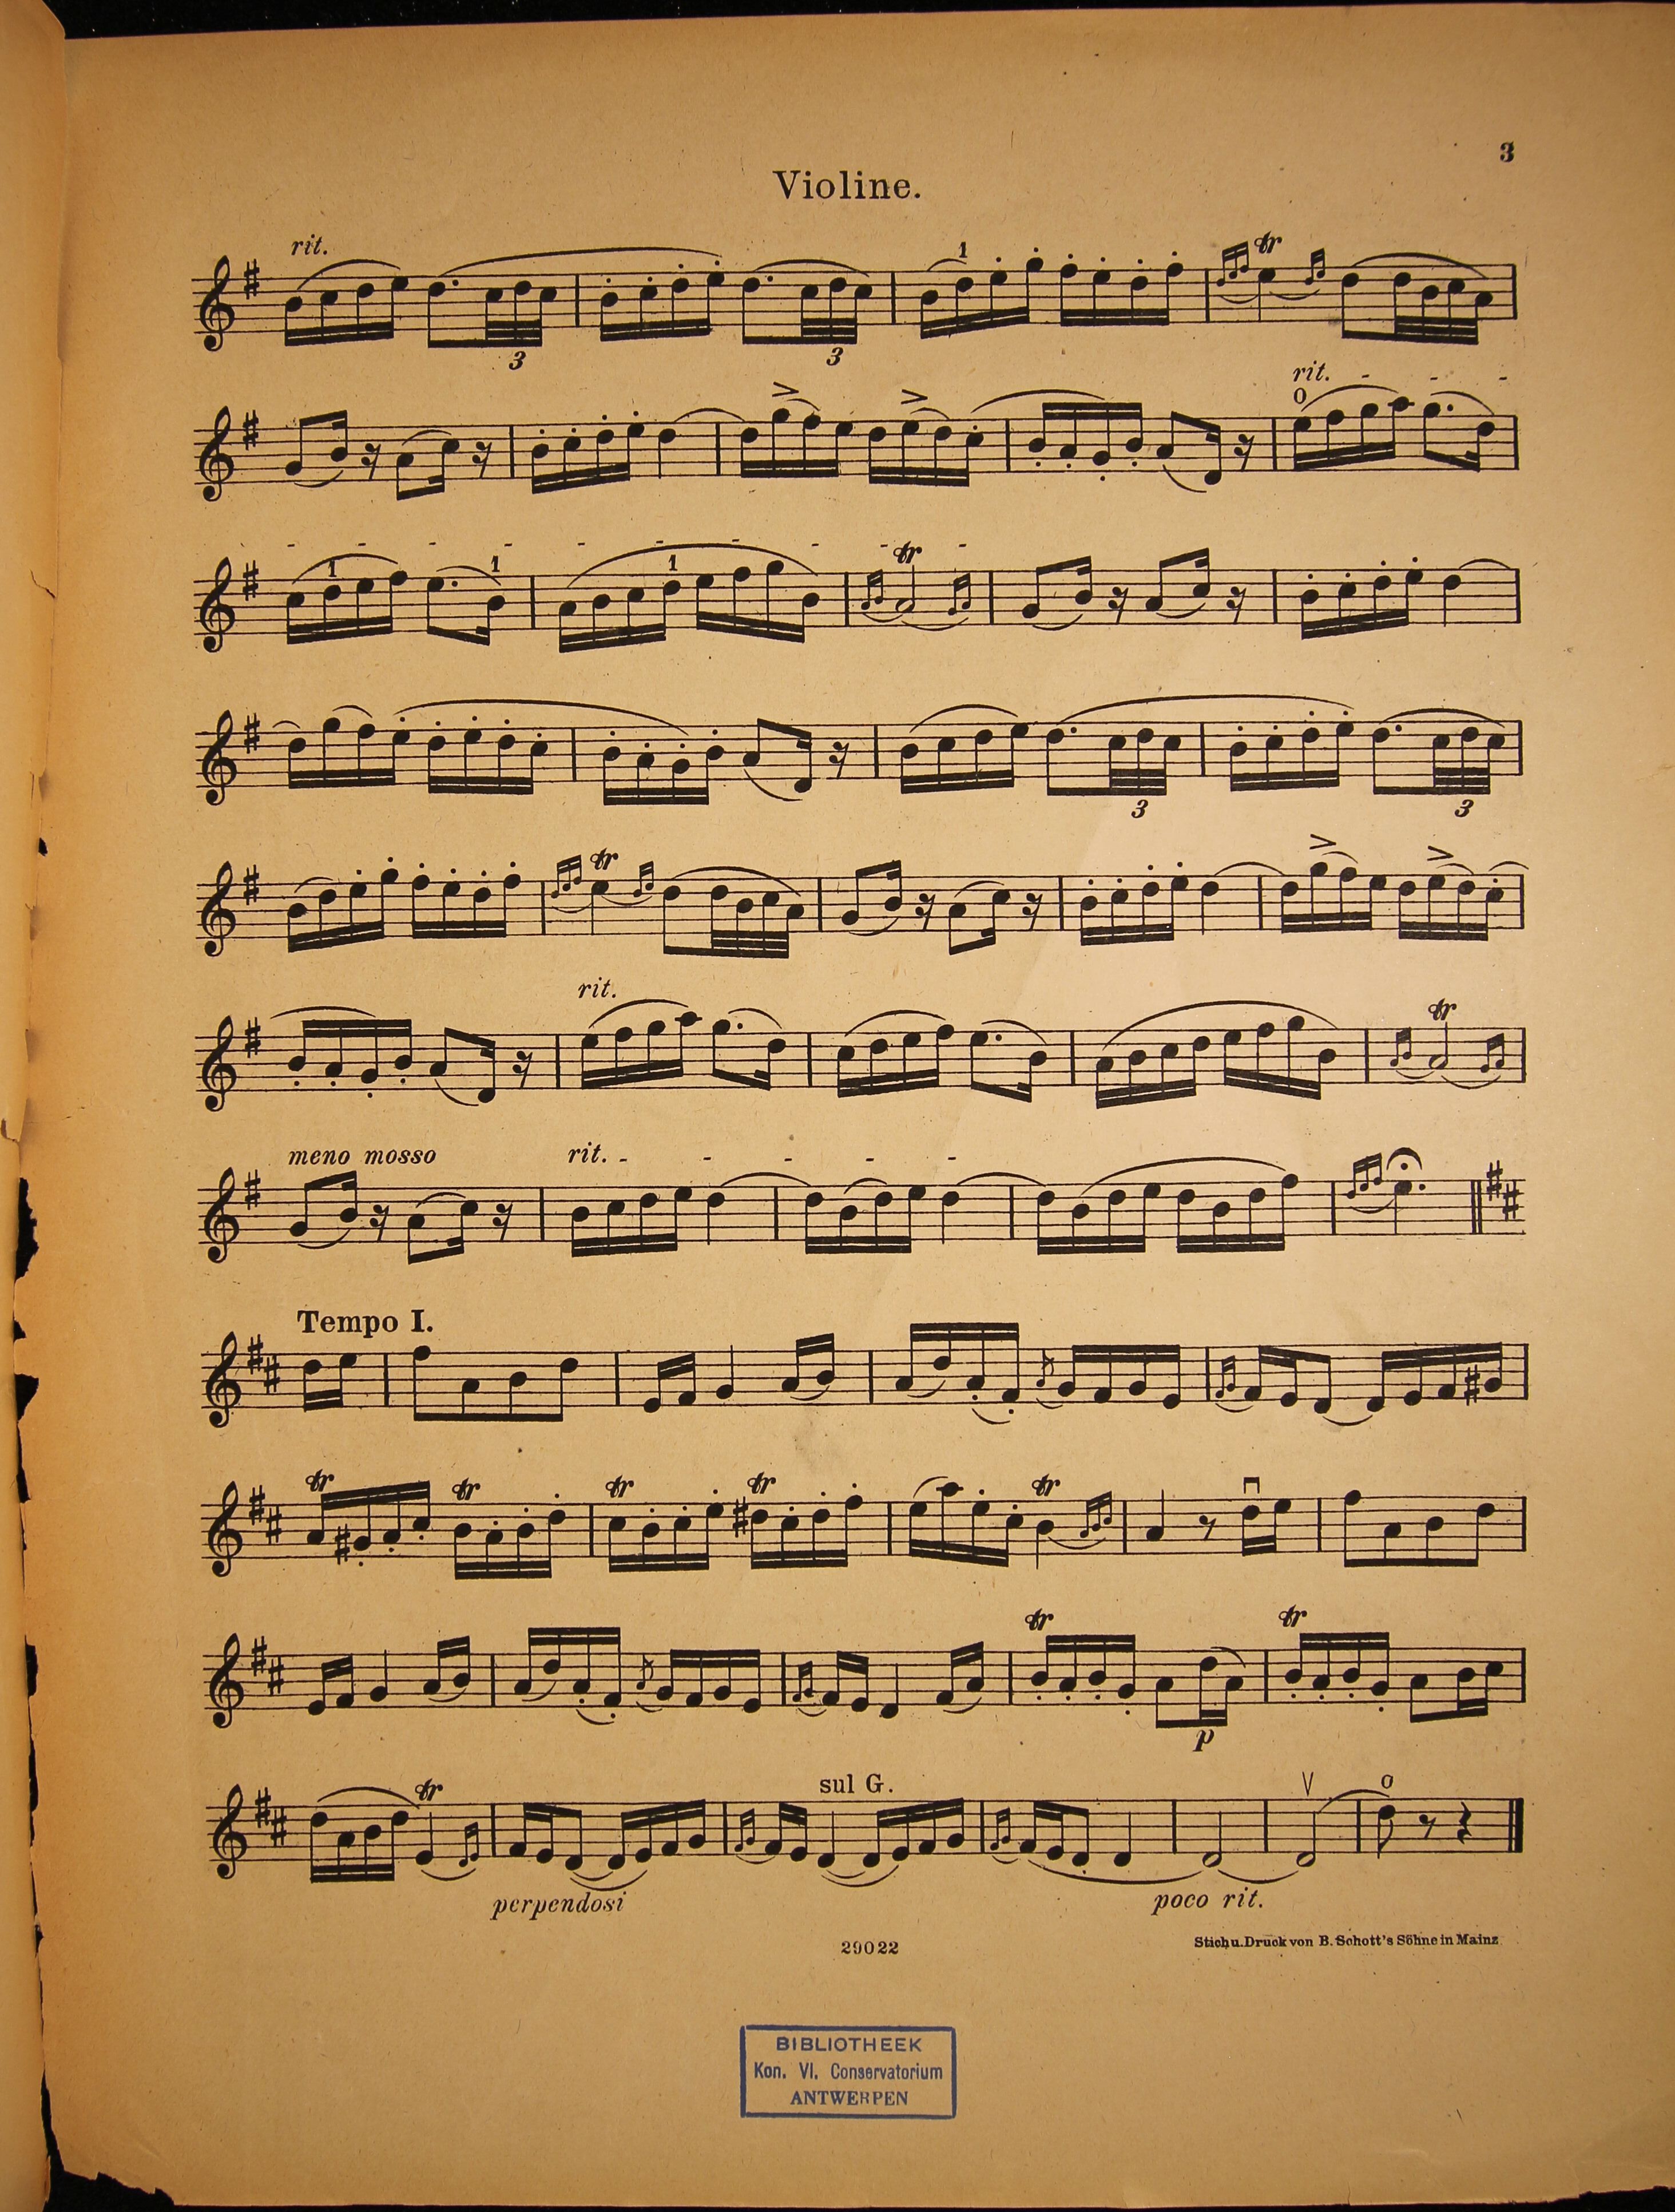 3
Violine.
rit.
1
tr
3
3
rit. - - -
o
- - - - - - - - - -
1
1
1
tr
3
3
tr
rit.
tr
meno mosso
rit. - - - - -
Tempo I.
tr
tr
tr
tr
tr
tr
tr
p
tr
sul G.
V
o
perpendosi
poco rit.
29022
Stich u. Druck von B. Schott's Söhne in Mainz
BIBLIOTHEEK
Kon. Vl. Conservatorium
ANTWERPEN